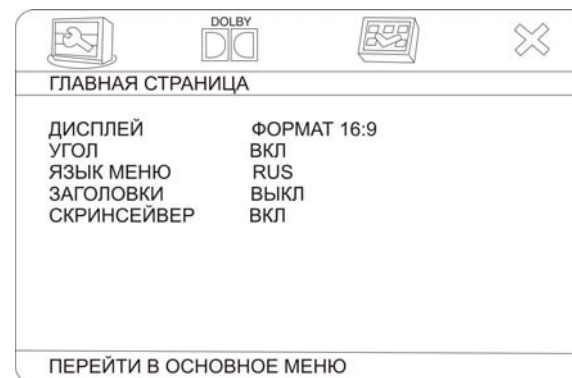 DOLBY
ГЛАВНАЯ СТРАНИЦА
ДИСПЛЕЙ ФОРМАТ 16:9
УГОЛ ВКЛ
ЯЗЫК МЕНЮ RUS
ЗАГОЛОВКИ ВЫКЛ
СКРИНСЕЙВЕР ВКЛ
ПЕРЕЙТИ В ОСНОВНОЕ МЕНЮ